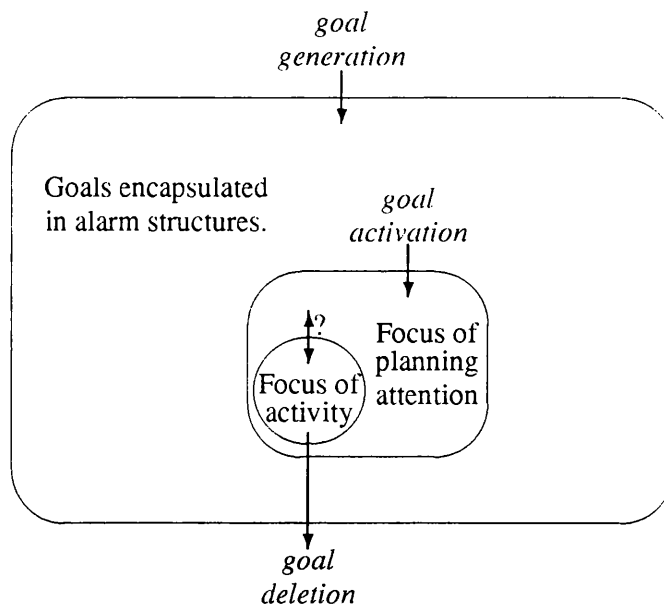 goal
generation
Goals encapsulated
in alarm structures.
goal
activation
?
Focus of
planning
attention
Focus of
activity
goal
deletion